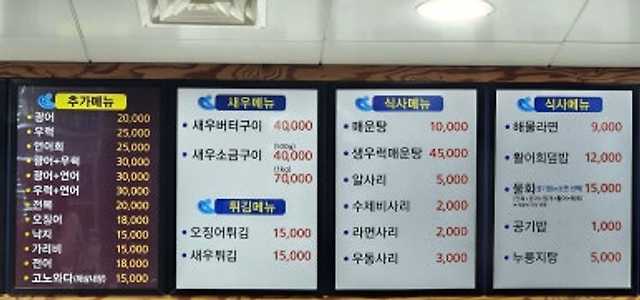 추가메뉴
• 광어 20,000
• 우럭 25,000
• 연어회 25,000
• 광어+우럭 30,000
• 광어+연어 30,000
• 우럭+연어 30,000
• 전복 20,000
• 오징어 18,000
• 낙지 15,000
• 가리비 15,000
• 전어 18,000
• 고노와다(해삼내장) 15,000
새우메뉴
• 새우버터구이 40,000
(500g)
• 새우소금구이 40,000
(1kg)
70,000
튀김메뉴
• 오징어튀김 15,000
• 새우튀김 15,000
식사메뉴
• 매운탕 10,000
• 생우럭매운탕 45,000
• 알사리 5,000
• 수제비사리 2,000
• 라면사리 2,000
• 우동사리 3,000
식사메뉴
• 해물라면 9,000
• 활어회덮밥 12,000
• 물회 15,000
• 공기밥 1,000
• 누룽지탕 5,000